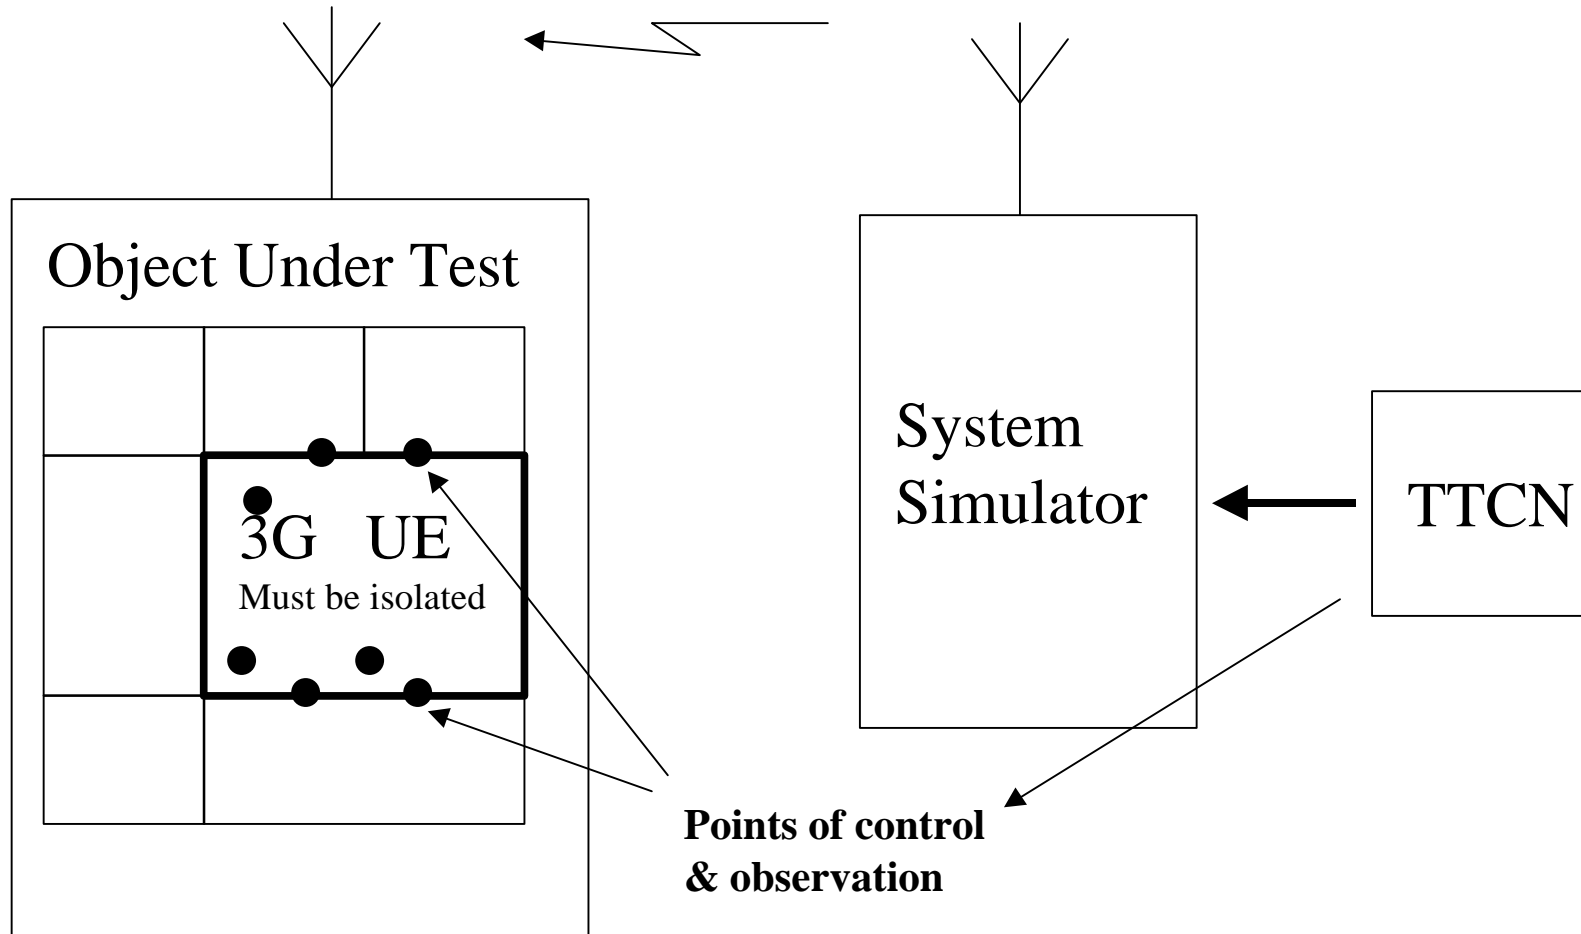 Object Under Test
3G UE
Must be isolated
System
Simulator
TTCN
Points of control
& observation